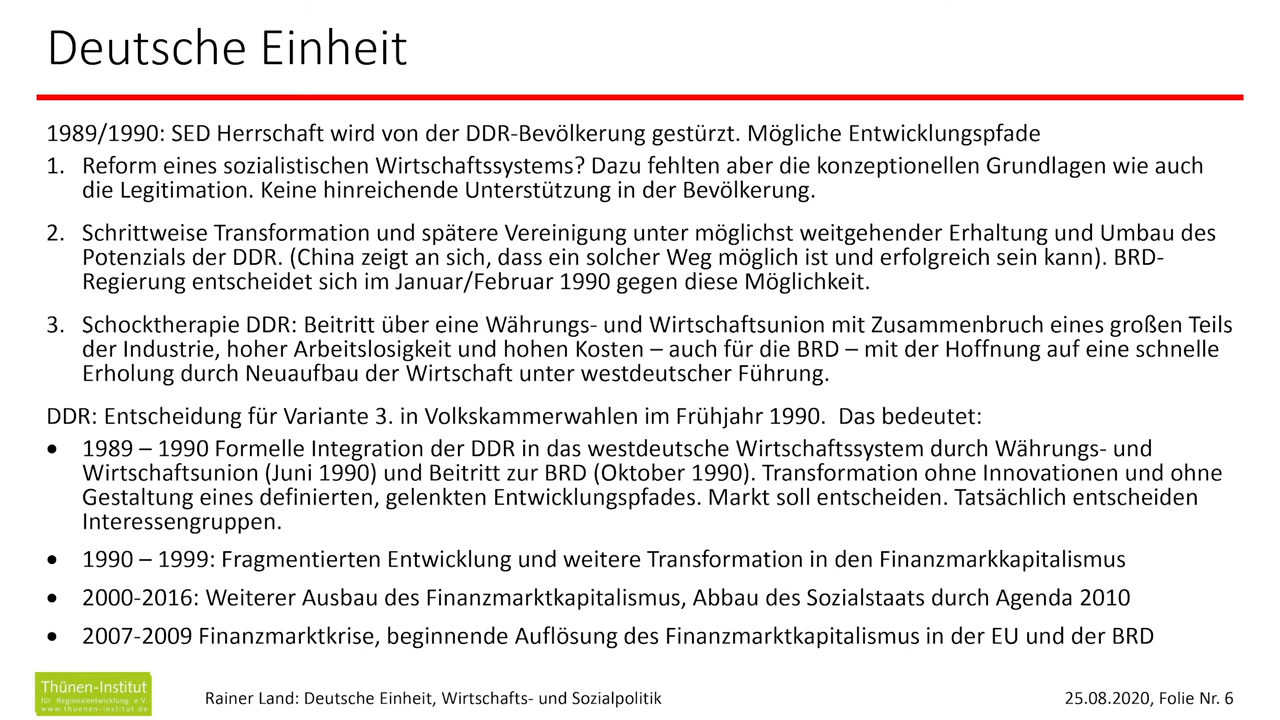 Deutsche Einheit
1989/1990: SED Herrschaft wird von der DDR-Bevölkerung gestürzt. Mögliche Entwicklungspfade
1. Reform eines sozialistischen Wirtschaftssystems? Dazu fehlten aber die konzeptionellen Grundlagen wie auch
die Legitimation. Keine hinreichende Unterstützung in der Bevölkerung.
2. Schrittweise Transformation und spätere Vereinigung unter möglichst weitgehender Erhaltung und Umbau des
Potenzials der DDR. (China zeigt an sich, dass ein solcher Weg möglich ist und erfolgreich sein kann). BRD-
Regierung entscheidet sich im Januar/Februar 1990 gegen diese Möglichkeit.
3. Schocktherapie DDR: Beitritt über eine Währungs- und Wirtschaftsunion mit Zusammenbruch eines großen Teils
der Industrie, hoher Arbeitslosigkeit und hohen Kosten – auch für die BRD – mit der Hoffnung auf eine schnelle
Erholung durch Neuaufbau der Wirtschaft unter westdeutscher Führung.
DDR: Entscheidung für Variante 3. in Volkskammerwahlen im Frühjahr 1990. Das bedeutet:
• 1989 – 1990 Formelle Integration der DDR in das westdeutsche Wirtschaftssystem durch Währungs- und
Wirtschaftsunion (Juni 1990) und Beitritt zur BRD (Oktober 1990). Transformation ohne Innovationen und ohne
Gestaltung eines definierten, gelenkten Entwicklungspfades. Markt soll entscheiden. Tatsächlich entscheiden
Interessengruppen.
• 1990 – 1999: Fragmentierten Entwicklung und weitere Transformation in den Finanzmarkkapitalismus
• 2000-2016: Weiterer Ausbau des Finanzmarktkapitalismus, Abbau des Sozialstaats durch Agenda 2010
• 2007-2009 Finanzmarktkrise, beginnende Auflösung des Finanzmarktkapitalismus in der EU und der BRD
Thünen-Institut
für Regionalentwicklung e.V.
www.thuenen-institut.de
Rainer Land: Deutsche Einheit, Wirtschafts- und Sozialpolitik
25.08.2020, Folie Nr. 6